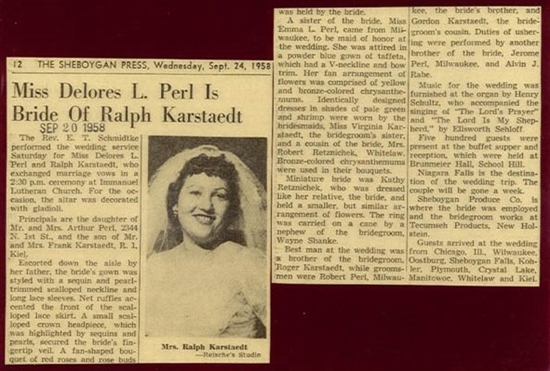 12 THE SHEBOYGAN PRESS, Wednesday, Sept. 24, 1958
Miss Delores L. Perl Is
Bride Of Ralph Karstaedt
SEP 20 1958
The Rev. E. T. Schmidtke
performed the wedding service
Saturday for Miss Delores L.
Perl and Ralph Karstaedt, who
exchanged marriage vows in a
2:30 p.m. ceremony at Immanuel
Lutheran Church. For the oc-
casion, the altar was decorated
with gladioli.
Principals are the daughter of
Mr. and Mrs. Arthur Perl, 2344
N. 1st St., and the son of Mr.
and Mrs. Frank Karstaedt, R. 1,
Kiel.
Escorted down the aisle by
her father, the bride's gown was
styled with a sequin and pearl-
trimmed scalloped neckline and
long lace sleeves. Net ruffles ac-
cented the front of the scal-
loped lace skirt. A small scal-
loped crown headpiece, which
was highlighted by sequins and
pearls, secured the bride's fin-
gertip veil. A fan-shaped bou-
quet of red roses and rose buds
Mrs. Ralph Karstaedt
—Reische's Studio
was held by the bride.
A sister of the bride, Miss
Emma L. Perl, came from Mil-
waukee, to be maid of honor at
the wedding. She was attired in
a powder blue gown of taffeta,
which had a V-neckline and bow
trim. Her fan arrangement of
flowers was comprised of yellow
and bronze-colored chrysanthe-
mums. Identically designed
dresses in shades of pale green
and shrimp were worn by the
bridesmaids, Miss Virginia Kar-
staedt, the bridegroom's sister,
and a cousin of the bride, Mrs.
Robert Retznichek, Whitelaw.
Bronze-colored chrysanthemums
were used in their bouquets.
Miniature bride was Kathy
Retznichek, who was dressed
like her relative, the bride, and
held a smaller, but similar ar-
rangement of flowers. The ring
was carried on a cane by a
nephew of the bridegroom,
Wayne Shanke.
Best man at the wedding was
a brother of the bridegroom,
Roger Karstaedt, while grooms-
men were Robert Perl, Milwau-
kee, the bride's brother, and
Gordon Karstaedt, the bride-
groom's cousin. Duties of usher-
ing were performed by another
brother of the bride, Jerome
Perl, Milwaukee, and Alvin J.
Rabe.
Music for the wedding was
furnished at the organ by Henry
Schultz, who accompanied the
singing of "The Lord's Prayer"
and "The Lord Is My Shep-
herd," by Ellsworth Schloff.
Five hundred guests were
present at the buffet supper and
reception, which were held at
Brunmeier Hall, School Hill.
Niagara Falls is the destina-
tion of the wedding trip. The
couple will be gone a week.
Sheboygan Produce Co. is
where the bride was employed
and the bridegroom works at
Tecumseh Products, New Hol-
stein.
Guests arrived at the wedding
from Chicago, Ill., Wilwaukee,
Oostburg, Sheboygan Falls, Koh-
ler, Plymouth, Crystal Lake,
Manitowoc, Whitelaw and Kiel.